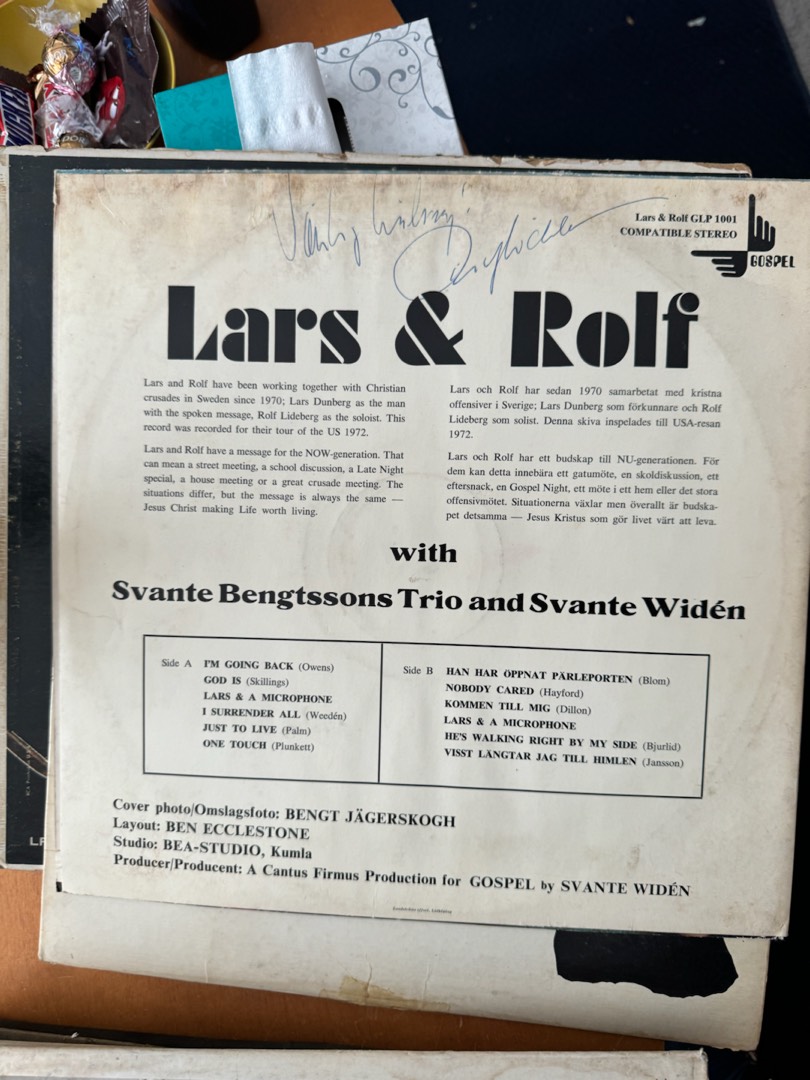 Lars & Rolf GLP 1001
COMPATIBLE STEREO
GOSPEL
Lars & Rolf
Lars and Rolf have been working together with Christian
crusades in Sweden since 1970; Lars Dunberg as the man
with the spoken message, Rolf Lideberg as the soloist. This
record was recorded for their tour of the US 1972.
Lars and Rolf have a message for the NOW-generation. That
can mean a street meeting, a school discussion, a Late Night
special, a house meeting or a great crusade meeting. The
situations differ, but the message is always the same —
Jesus Christ making Life worth living.
Lars och Rolf har sedan 1970 samarbetat med kristna
offensiver i Sverige; Lars Dunberg som förkunnare och Rolf
Lideberg som solist. Denna skiva inspelades till USA-resan
1972.
Lars och Rolf har ett budskap till NU-generationen. För
dem kan detta innebära ett gatumöte, en skoldiskussion, ett
eftersnack, en Gospel Night, ett möte i ett hem eller det stora
offensivmötet. Situationerna växlar men överallt är budska-
pet detsamma — Jesus Kristus som gör livet värt att leva.
with
Svante Bengtssons Trio and Svante Widén
Side A I'M GOING BACK (Owens)
GOD IS (Skillings)
LARS & A MICROPHONE
I SURRENDER ALL (Weedén)
JUST TO LIVE (Palm)
ONE TOUCH (Plunkett)
Side B HAN HAR ÖPPNAT PÄRLEPORTEN (Blom)
NOBODY CARED (Hayford)
KOMMEN TILL MIG (Dillon)
LARS & A MICROPHONE
HE'S WALKING RIGHT BY MY SIDE (Bjurlid)
VISST LÄNGTAR JAG TILL HIMLEN (Jansson)
Cover photo/Omslagsfoto: BENGT JÄGERSKOGH
Layout: BEN ECCLESTONE
Studio: BEA-STUDIO, Kumla
Producer/Producent: A Cantus Firmus Production for GOSPEL by SVANTE WIDÉN